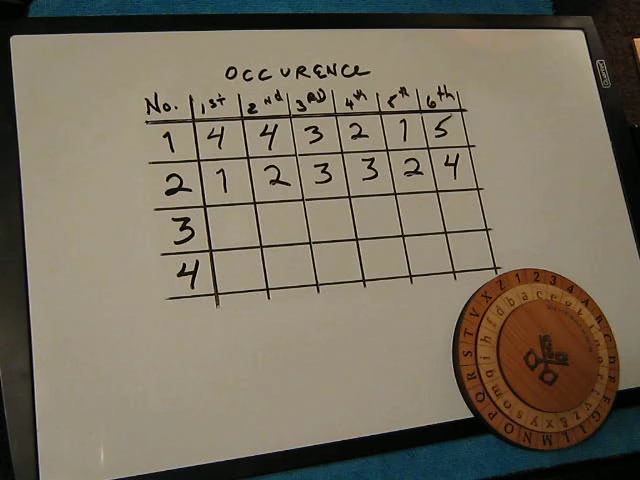 OCCURENCE
No. 1st 2nd 3RD 4th 5th 6th
1 4 4 3 2 1 5
2 1 2 3 3 2 4
3
4
Quartet